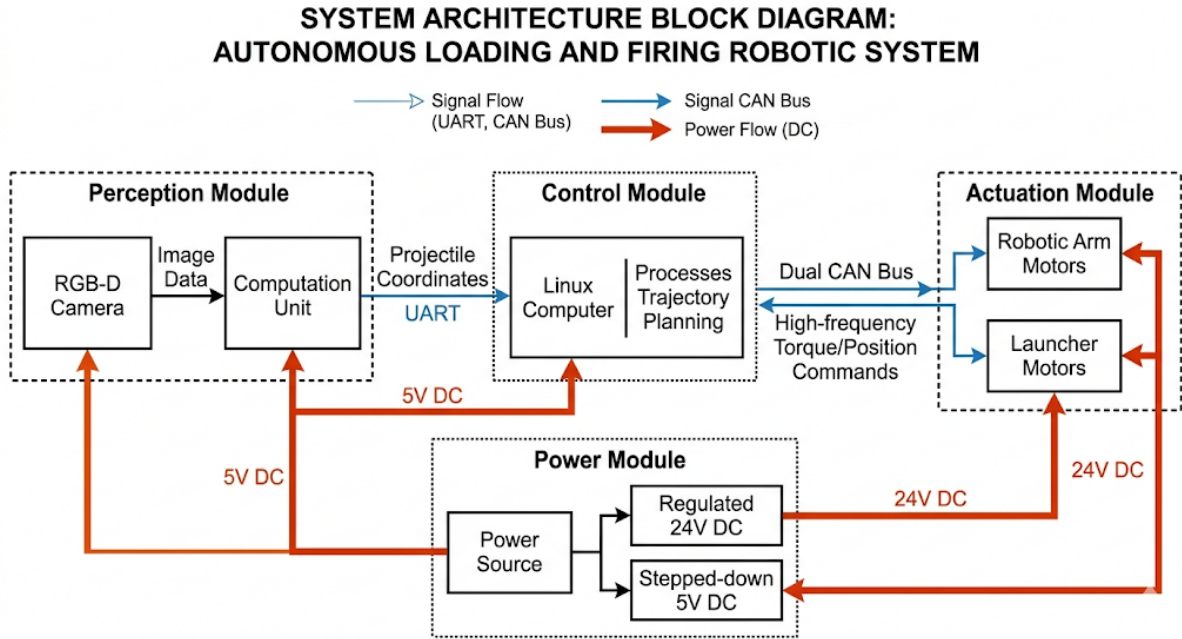 SYSTEM ARCHITECTURE BLOCK DIAGRAM:
AUTONOMOUS LOADING AND FIRING ROBOTIC SYSTEM
Signal Flow
(UART, CAN Bus)
Signal CAN Bus
Power Flow (DC)
Perception Module
RGB-D
Camera
Image
Data
Computation
Unit
Projectile
Coordinates
UART
Control Module
Linux
Computer
Processes
Trajectory
Planning
Dual CAN Bus
High-frequency
Torque/Position
Commands
Actuation Module
Robotic Arm
Motors
Launcher
Motors
5V DC
5V DC
Power Module
Power
Source
Regulated
24V DC
Stepped-down
5V DC
24V DC
24V DC